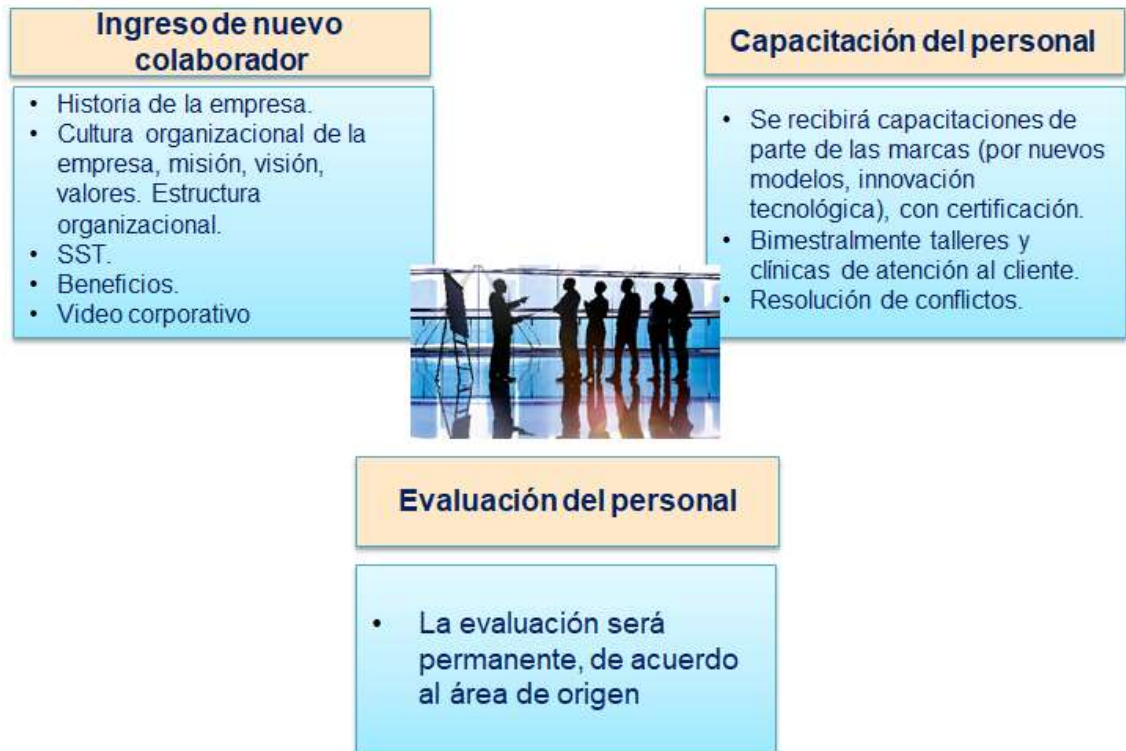 Ingreso de nuevo
colaborador
• Historia de la empresa.
• Cultura organizacional de la
empresa, misión, visión,
valores. Estructura
organizacional.
• SST.
• Beneficios.
• Video corporativo
Capacitación del personal
• Se recibirá capacitaciones de
parte de las marcas (por nuevos
modelos, innovación
tecnológica), con certificación.
• Bimestralmente talleres y
clínicas de atención al cliente.
• Resolución de conflictos.
Evaluación del personal
• La evaluación será
permanente, de acuerdo
al área de origen